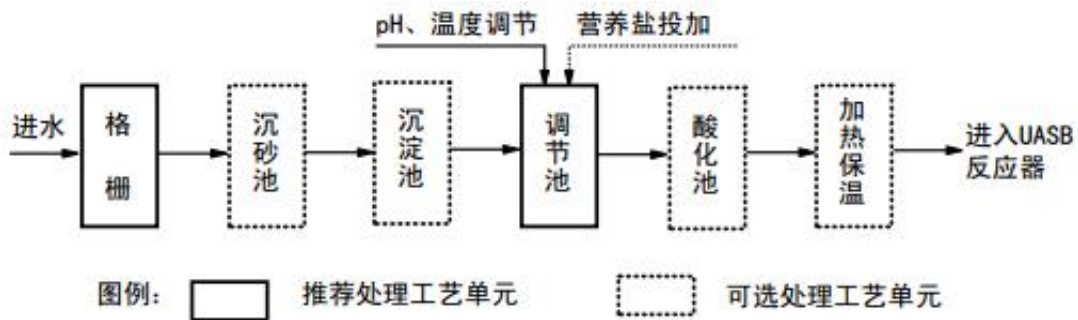 pH、温度调节
营养盐投加
进水
格栅
沉砂池
沉淀池
调节池
酸化池
加热保温
进入UASB
反应器
图例：
推荐处理工艺单元
可选处理工艺单元